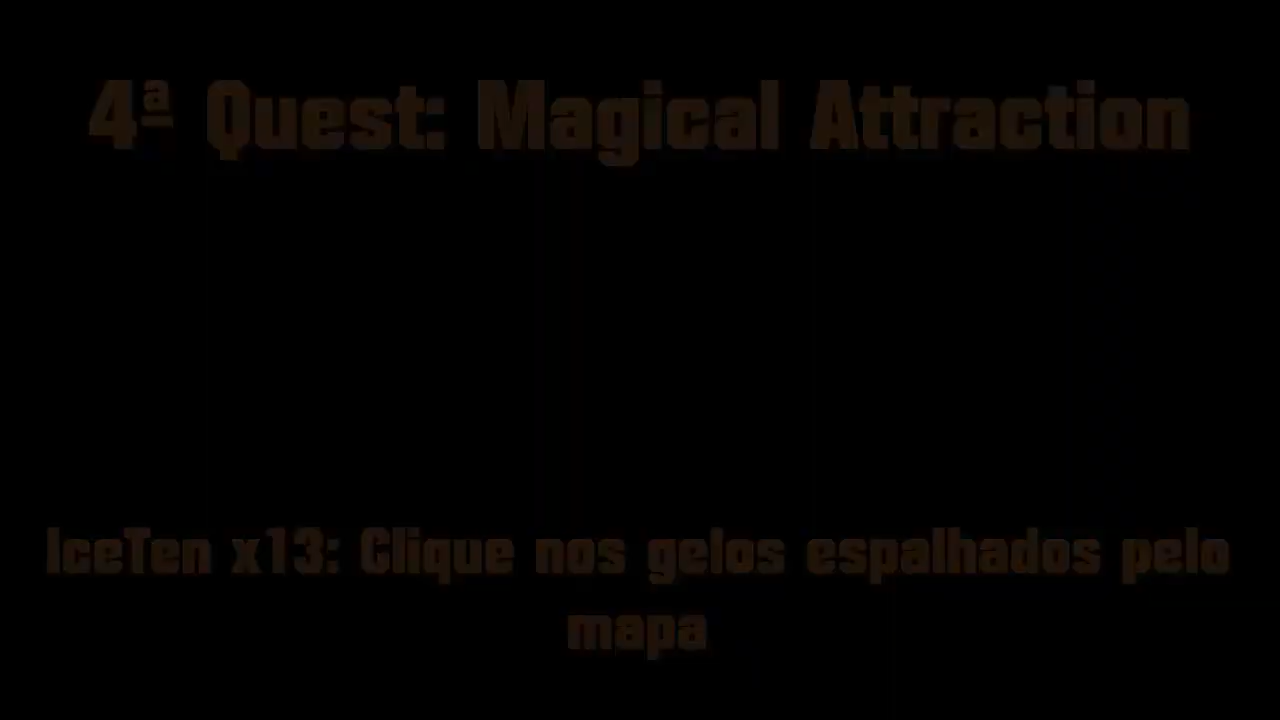 4ª Quest: Magical Attraction
IceTen x13: Clique nos gelos espalhados pelo
mapa